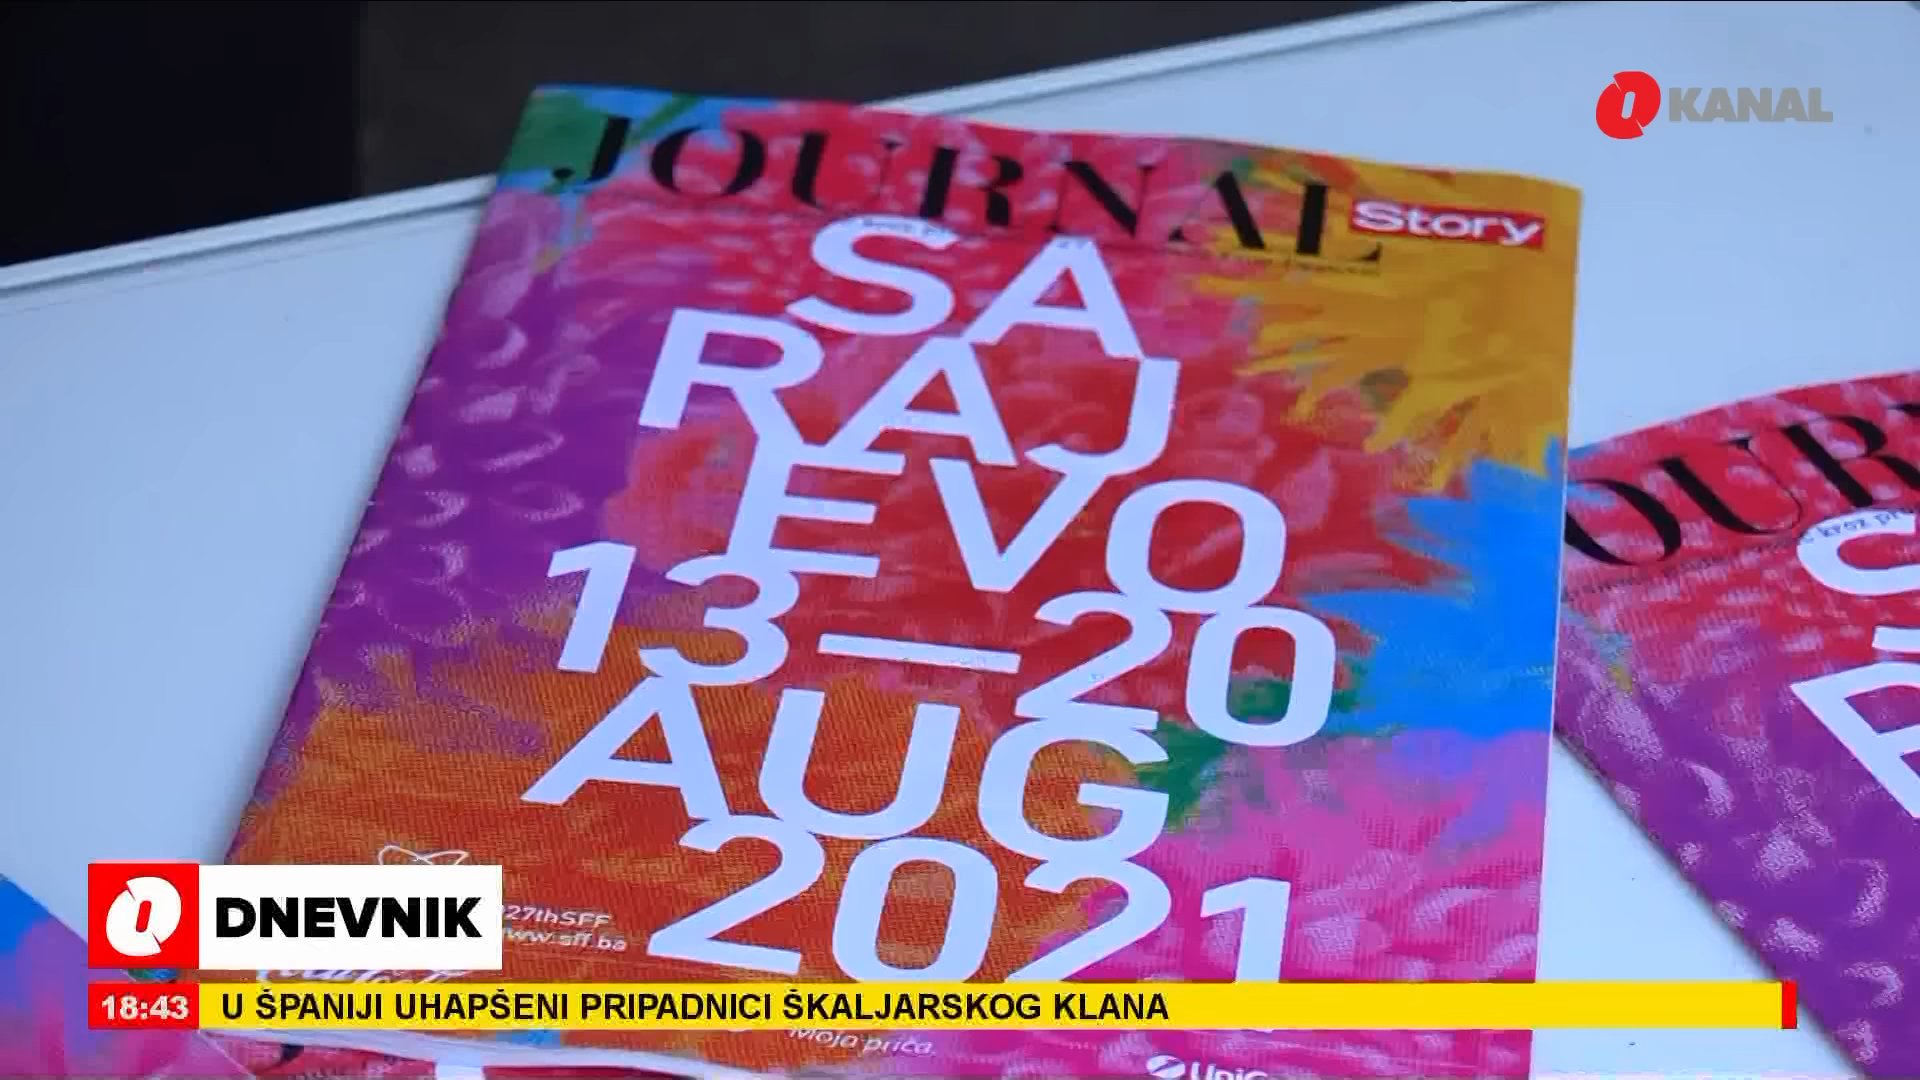 KANAL
JOURNAL
Story
SA
RAJ
EVO
13—20
AUG
2021
OUR
S
R
27thSFF
www.sff.ba
DNEVNIK
18:43 U ŠPANIJI UHAPŠENI PRIPADNICI ŠKALJARSKOG KLANA
Moja priča.